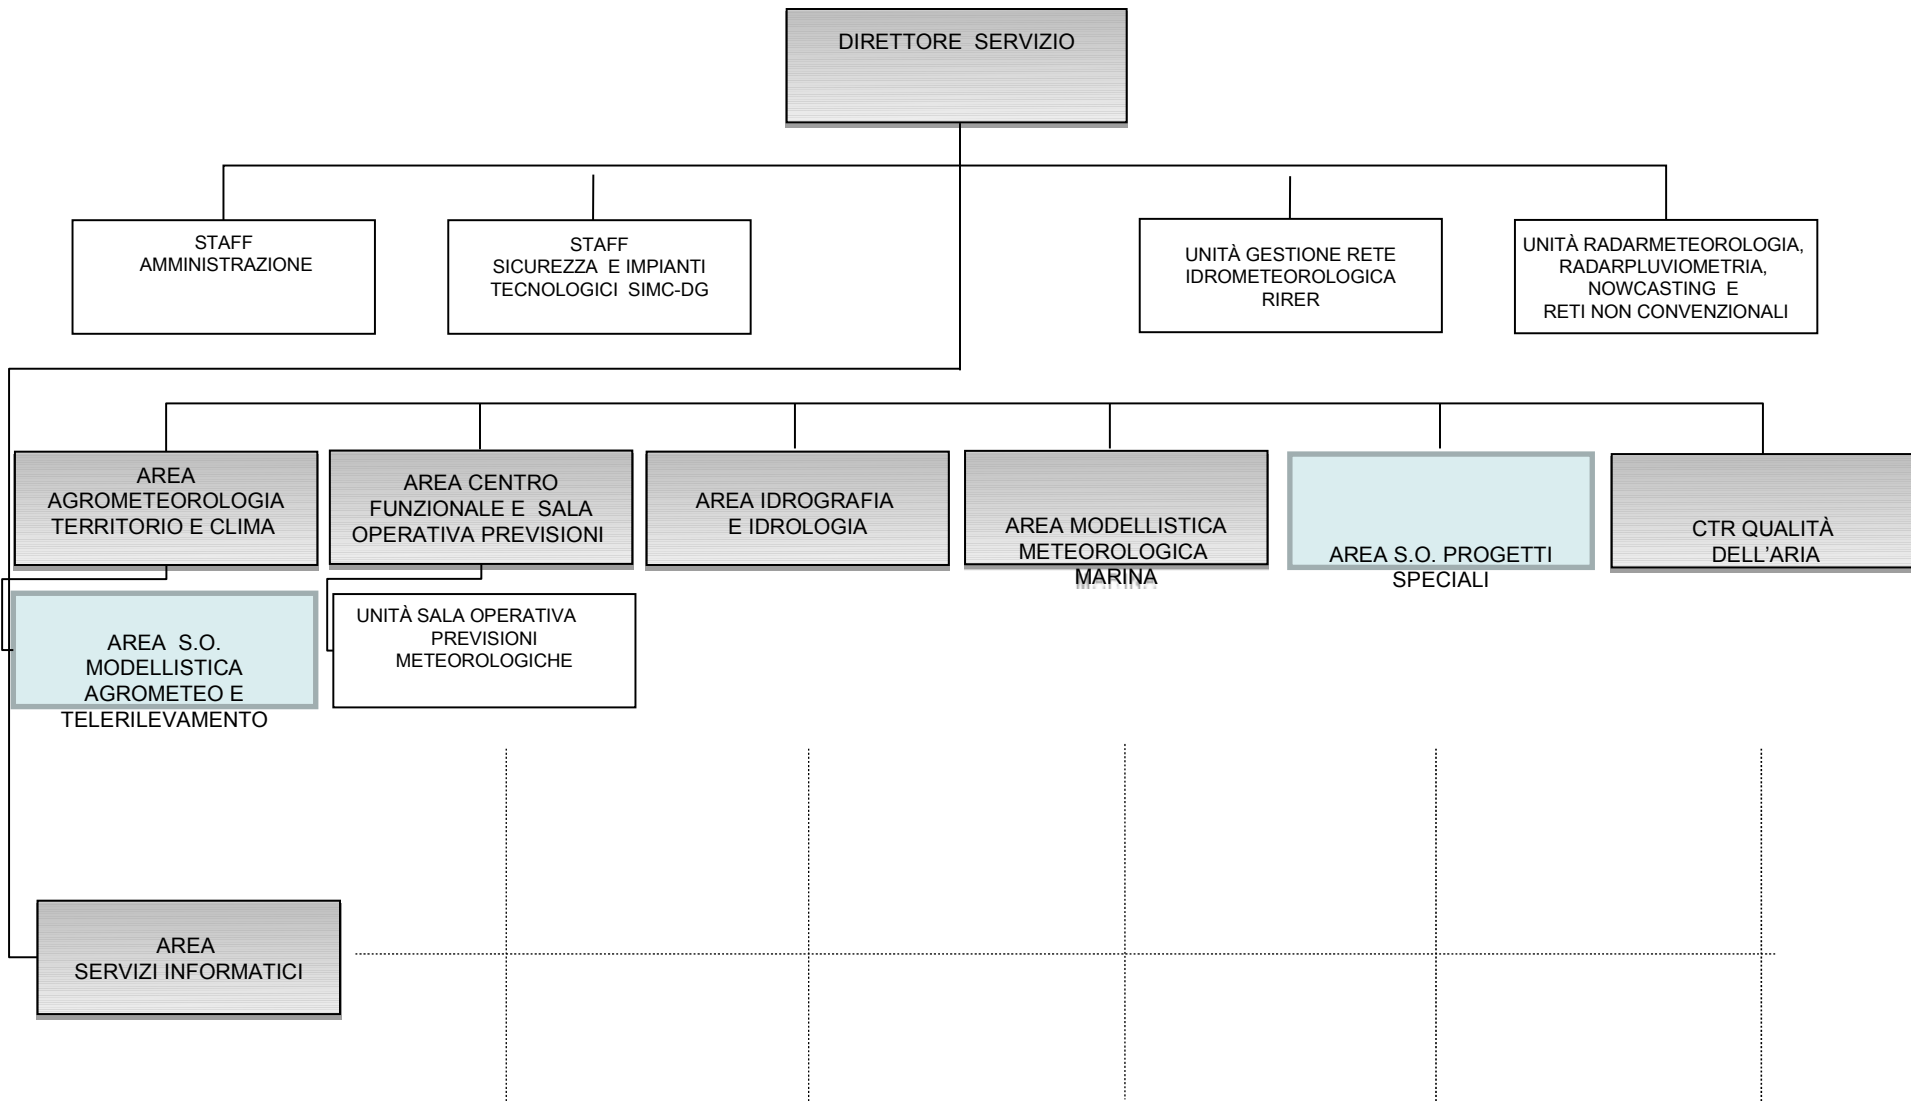 DIRETTORE SERVIZIO
STAFF
AMMINISTRAZIONE
STAFF
SICUREZZA E IMPIANTI
TECNOLOGICI SIMC-DG
UNITÀ GESTIONE RETE
IDROMETEOROLOGICA
RIRER
UNITÀ RADARMETEOROLOGIA,
RADARPLUVIOMETRIA,
NOWCASTING E
RETI NON CONVENZIONALI
AREA
AGROMETEOROLOGIA
TERRITORIO E CLIMA
AREA CENTRO
FUNZIONALE E SALA
OPERATIVA PREVISIONI
AREA IDROGRAFIA
E IDROLOGIA
AREA MODELLISTICA
METEOROLOGICA
MARINA
AREA S.O. PROGETTI
SPECIALI
CTR QUALITÀ
DELL'ARIA
AREA S.O.
MODELLISTICA
AGROMETEO E
TELERILEVAMENTO
UNITÀ SALA OPERATIVA
PREVISIONI
METEOROLOGICHE
AREA
SERVIZI INFORMATICI